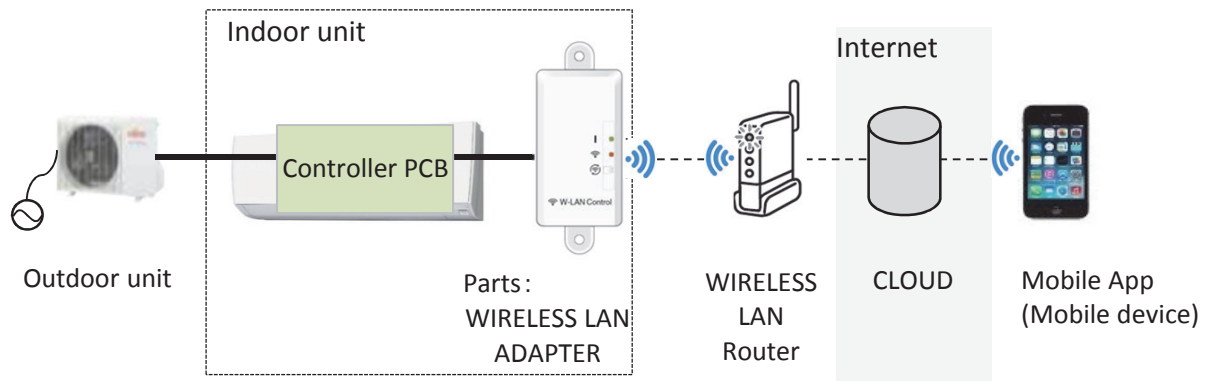 Indoor unit
Internet
Controller PCB
W-LAN Control
Outdoor unit
Parts:
WIRELESS LAN
ADAPTER
WIRELESS
LAN
Router
CLOUD
Mobile App
(Mobile device)